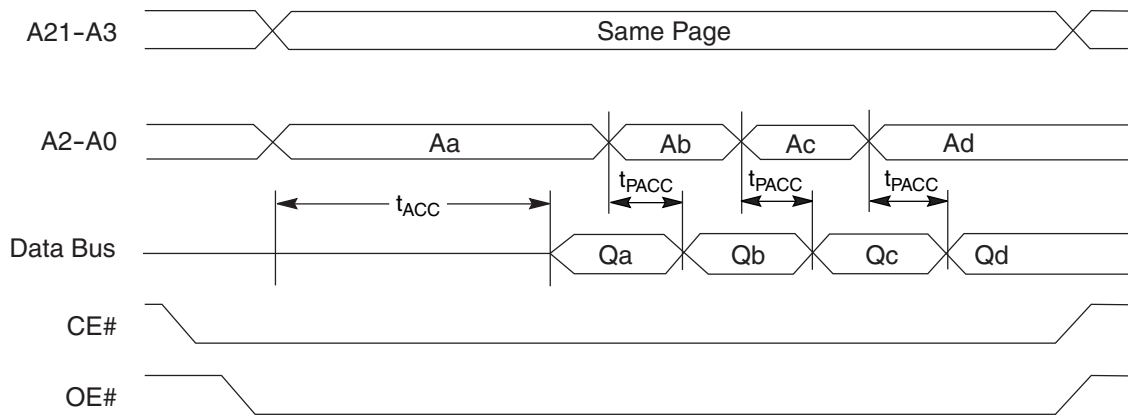 A21-A3 Same Page
A2-A0 Aa Ab Ac Ad
tACC tPACC tPACC tPACC
Data Bus Qa Qb Qc Qd
CE#
OE#